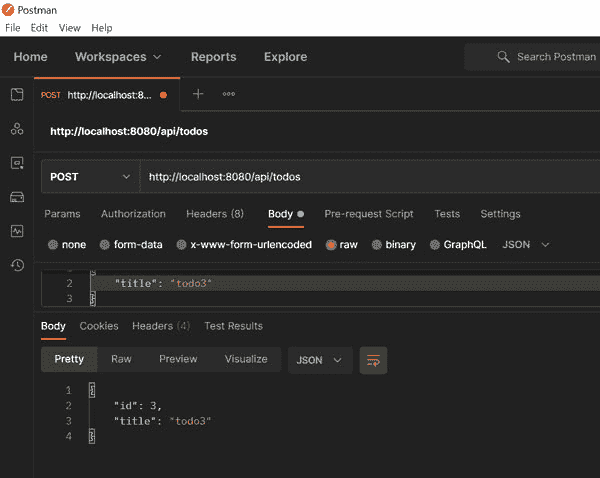 Postman
File Edit View Help
Home Workspaces Reports Explore Search Postman
POST http://localhost:8... + ooo
http://localhost:8080/api/todos
POST http://localhost:8080/api/todos
Params Authorization Headers (8) Body Pre-request Script Tests Settings
none form-data x-www-form-urlencoded raw binary GraphQL JSON
2 "title": "todo3"
3 }
Body Cookies Headers (4) Test Results
Pretty Raw Preview Visualize JSON
1 {
2 "id": 3,
3 "title": "todo3"
4 }